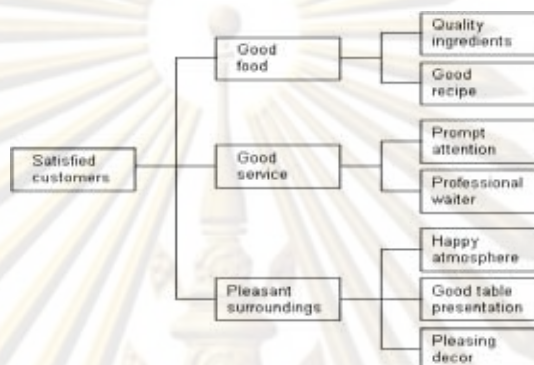 Quality
ingredients
Good
food
Good
recipe
Prompt
attention
Satisfied
customers
Good
service
Professional
waiter
Happy
atmosphere
Pleasant
surroundings
Good table
presentation
Pleasing
decor